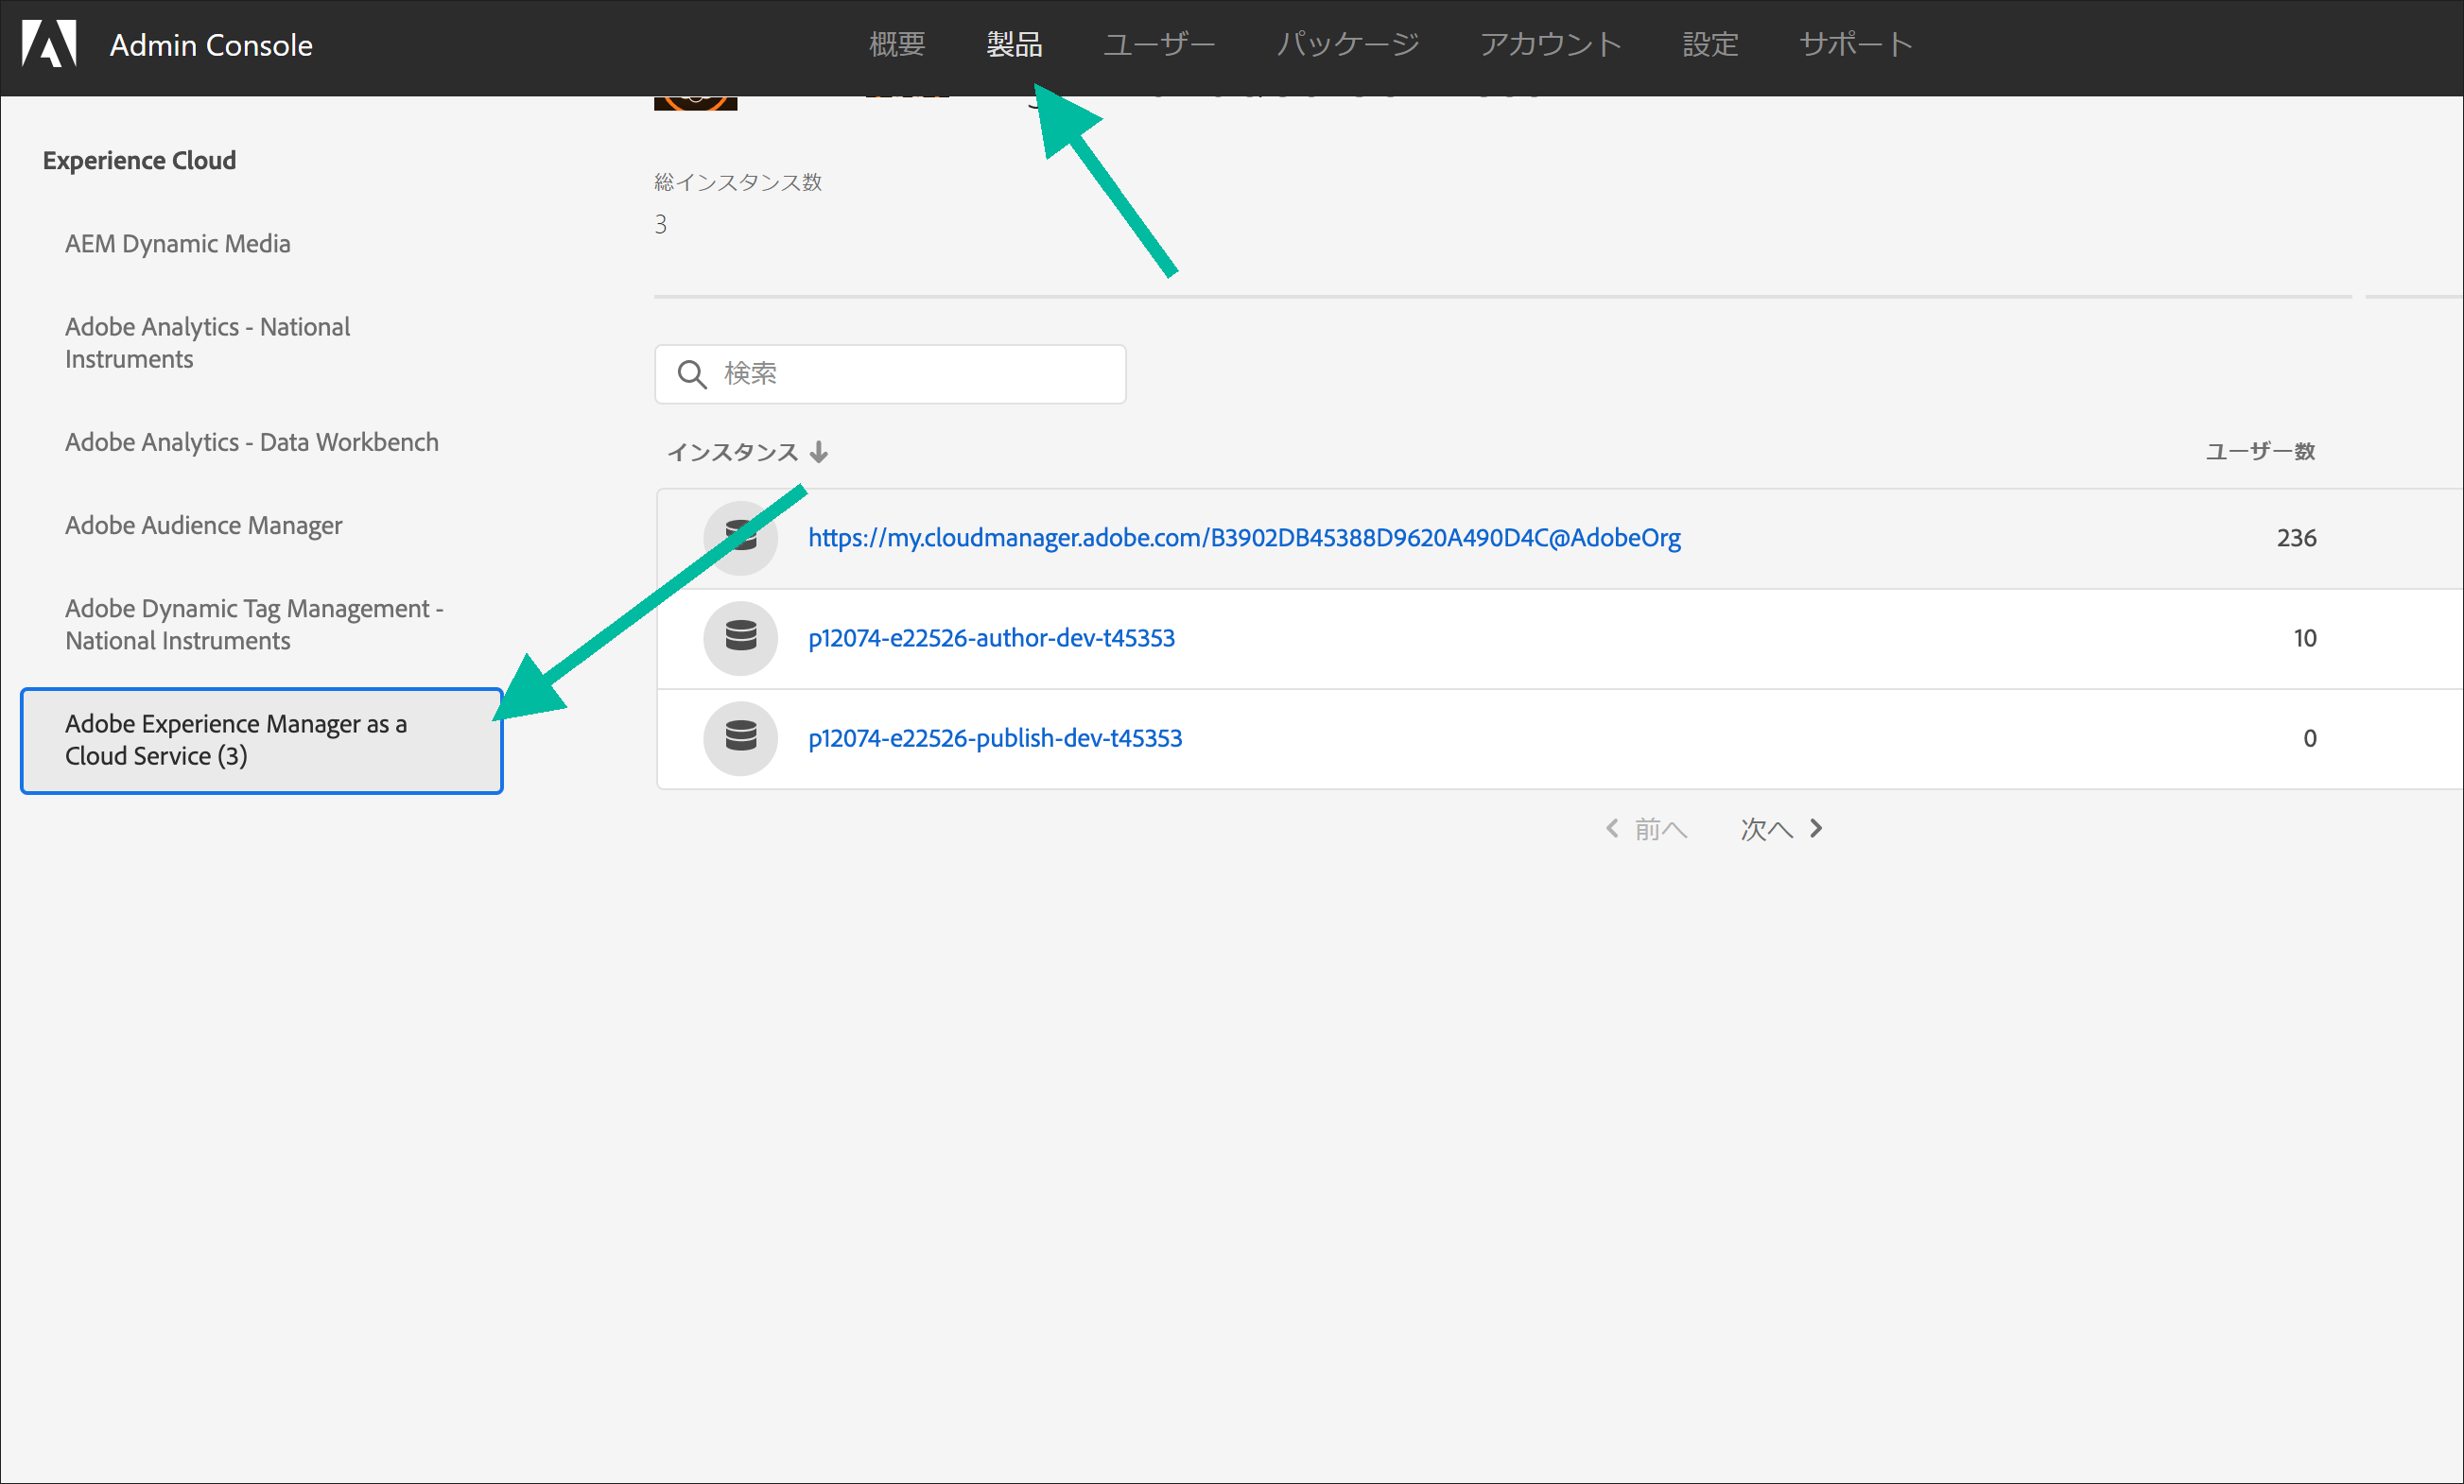 Admin Console
概要 製品 ユーザー パッケージ アカウント 設定 サポート
Experience Cloud
AEM Dynamic Media
Adobe Analytics - National
Instruments
Adobe Analytics - Data Workbench
Adobe Audience Manager
Adobe Dynamic Tag Management -
National Instruments
Adobe Experience Manager as a
Cloud Service (3)
総インスタンス数
3
検索
インスタンス ユーザー数
https://my.cloudmanager.adobe.com/B3902DB45388D9620A490D4C@AdobeOrg 236
p12074-e22526-author-dev-t45353 10
p12074-e22526-publish-dev-t45353 0
前へ 次へ